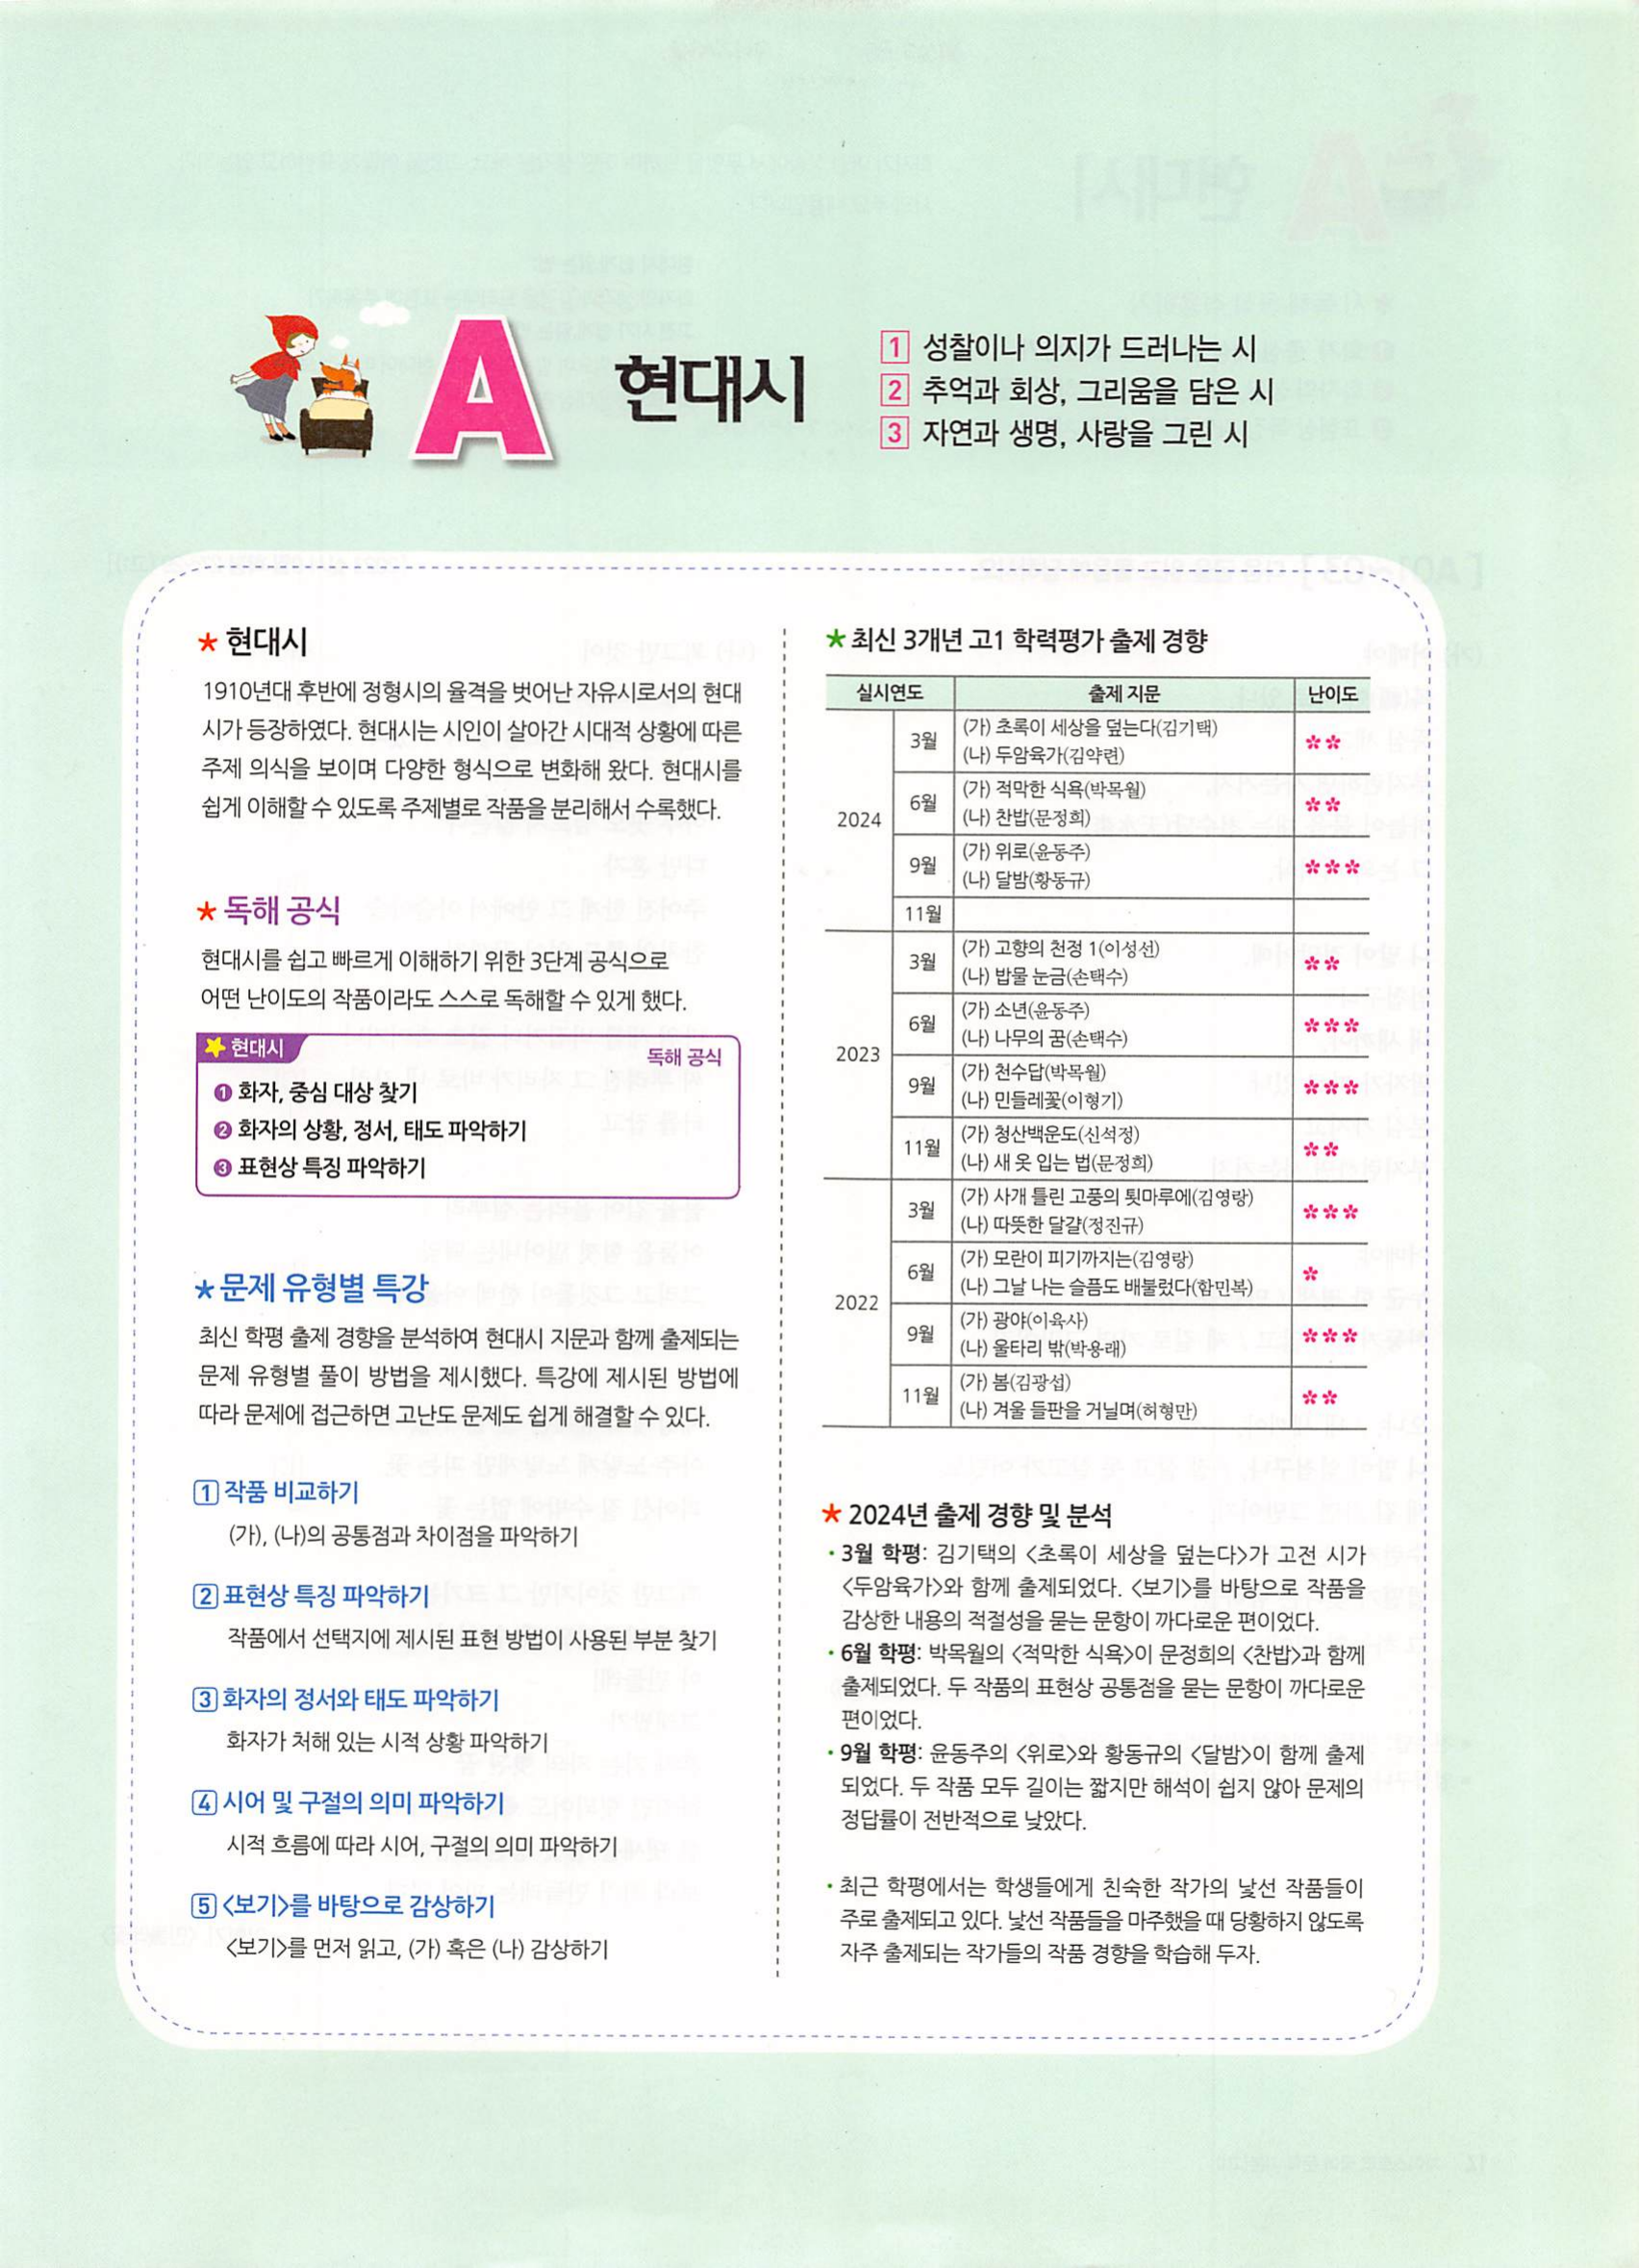 A 현대시
1 성찰이나 의지가 드러나는 시
2 추억과 회상, 그리움을 담은 시
3 자연과 생명, 사랑을 그린 시
* 현대시
1910년대 후반에 정형시의 율격을 벗어난 자유시로서의 현대
시가 등장하였다. 현대시는 시인이 살아간 시대적 상황에 따른
주제 의식을 보이며 다양한 형식으로 변화해 왔다. 현대시를
쉽게 이해할 수 있도록 주제별로 작품을 분리해서 수록했다.
* 독해 공식
현대시를 쉽고 빠르게 이해하기 위한 3단계 공식으로
어떤 난이도의 작품이라도 스스로 독해할 수 있게 했다.
★ 현대시
독해 공식
❶ 화자, 중심 대상 찾기
❷ 화자의 상황, 정서, 태도 파악하기
❸ 표현상 특징 파악하기
* 문제 유형별 특강
최신 학평 출제 경향을 분석하여 현대시 지문과 함께 출제되는
문제 유형별 풀이 방법을 제시했다. 특강에 제시된 방법에
따라 문제에 접근하면 고난도 문제도 쉽게 해결할 수 있다.
1 작품 비교하기
(가), (나)의 공통점과 차이점을 파악하기
2 표현상 특징 파악하기
작품에서 선택지에 제시된 표현 방법이 사용된 부분 찾기
3 화자의 정서와 태도 파악하기
화자가 처해 있는 시적 상황 파악하기
4 시어 및 구절의 의미 파악하기
시적 흐름에 따라 시어, 구절의 의미 파악하기
5 <보기>를 바탕으로 감상하기
<보기>를 먼저 읽고, (가) 혹은 (나) 감상하기
* 최신 3개년 고1 학력평가 출제 경향
실시연도 출제 지문 난이도
2024
3월 (가) 초록이 세상을 덮는다(김기택)
(나) 두암육가(김약련) **
6월 (가) 적막한 식욕(박목월)
(나) 찬밥(문정희) **
9월 (가) 위로(윤동주)
(나) 달밤(황동규) ***
11월
2023
3월 (가) 고향의 천정 1(이성선)
(나) 밥물 눈금(손택수) **
6월 (가) 소년(윤동주)
(나) 나무의 꿈(손택수) ***
9월 (가) 천수답(박목월)
(나) 민들레꽃(이형기) ***
11월 (가) 청산백운도(신석정)
(나) 새 옷 입는 법(문정희) **
2022
3월 (가) 사개 틀린 고풍의 툇마루에(김영랑)
(나) 따뜻한 달걀(정진규) ***
6월 (가) 모란이 피기까지는(김영랑)
(나) 그날 나는 슬픔도 배불렀다(함민복) *
9월 (가) 광야(이육사)
(나) 울타리 밖(박용래) ***
11월 (가) 봄(김광섭)
(나) 겨울 들판을 거닐며(허형만) **
* 2024년 출제 경향 및 분석
· 3월 학평: 김기택의 <초록이 세상을 덮는다>가 고전 시가
<두암육가>와 함께 출제되었다. <보기>를 바탕으로 작품을
감상한 내용의 적절성을 묻는 문항이 까다로운 편이었다.
· 6월 학평: 박목월의 <적막한 식욕>이 문정희의 <찬밥>과 함께
출제되었다. 두 작품의 표현상 공통점을 묻는 문항이 까다로운
편이었다.
· 9월 학평: 윤동주의 <위로>와 황동규의 <달밤>이 함께 출제
되었다. 두 작품 모두 길이는 짧지만 해석이 쉽지 않아 문제의
정답률이 전반적으로 낮았다.
· 최근 학평에서는 학생들에게 친숙한 작가의 낯선 작품들이
주로 출제되고 있다. 낯선 작품들을 마주했을 때 당황하지 않도록
자주 출제되는 작가들의 작품 경향을 학습해 두자.